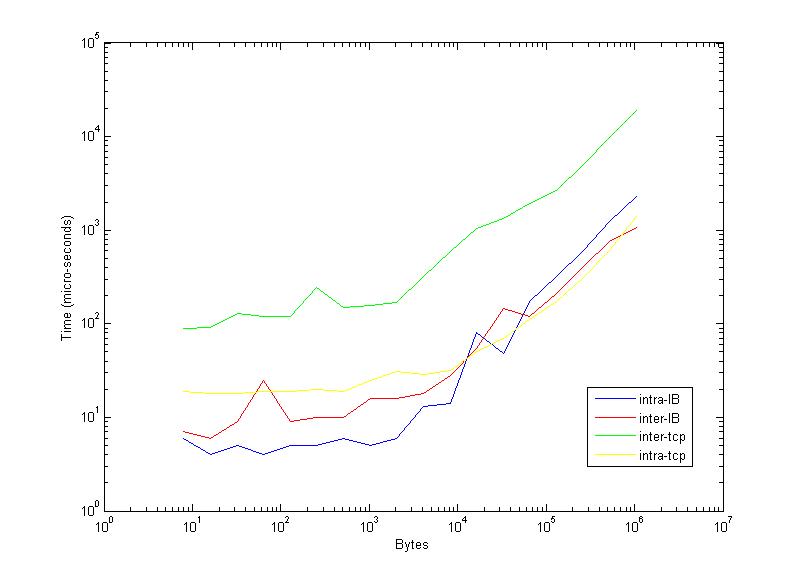 10^5
10^4
10^3
10^2
10^1
10^0
Time (micro-seconds)
intra-IB
inter-IB
inter-tcp
intra-tcp
10^0 10^1 10^2 10^3 10^4 10^5 10^6 10^7
Bytes